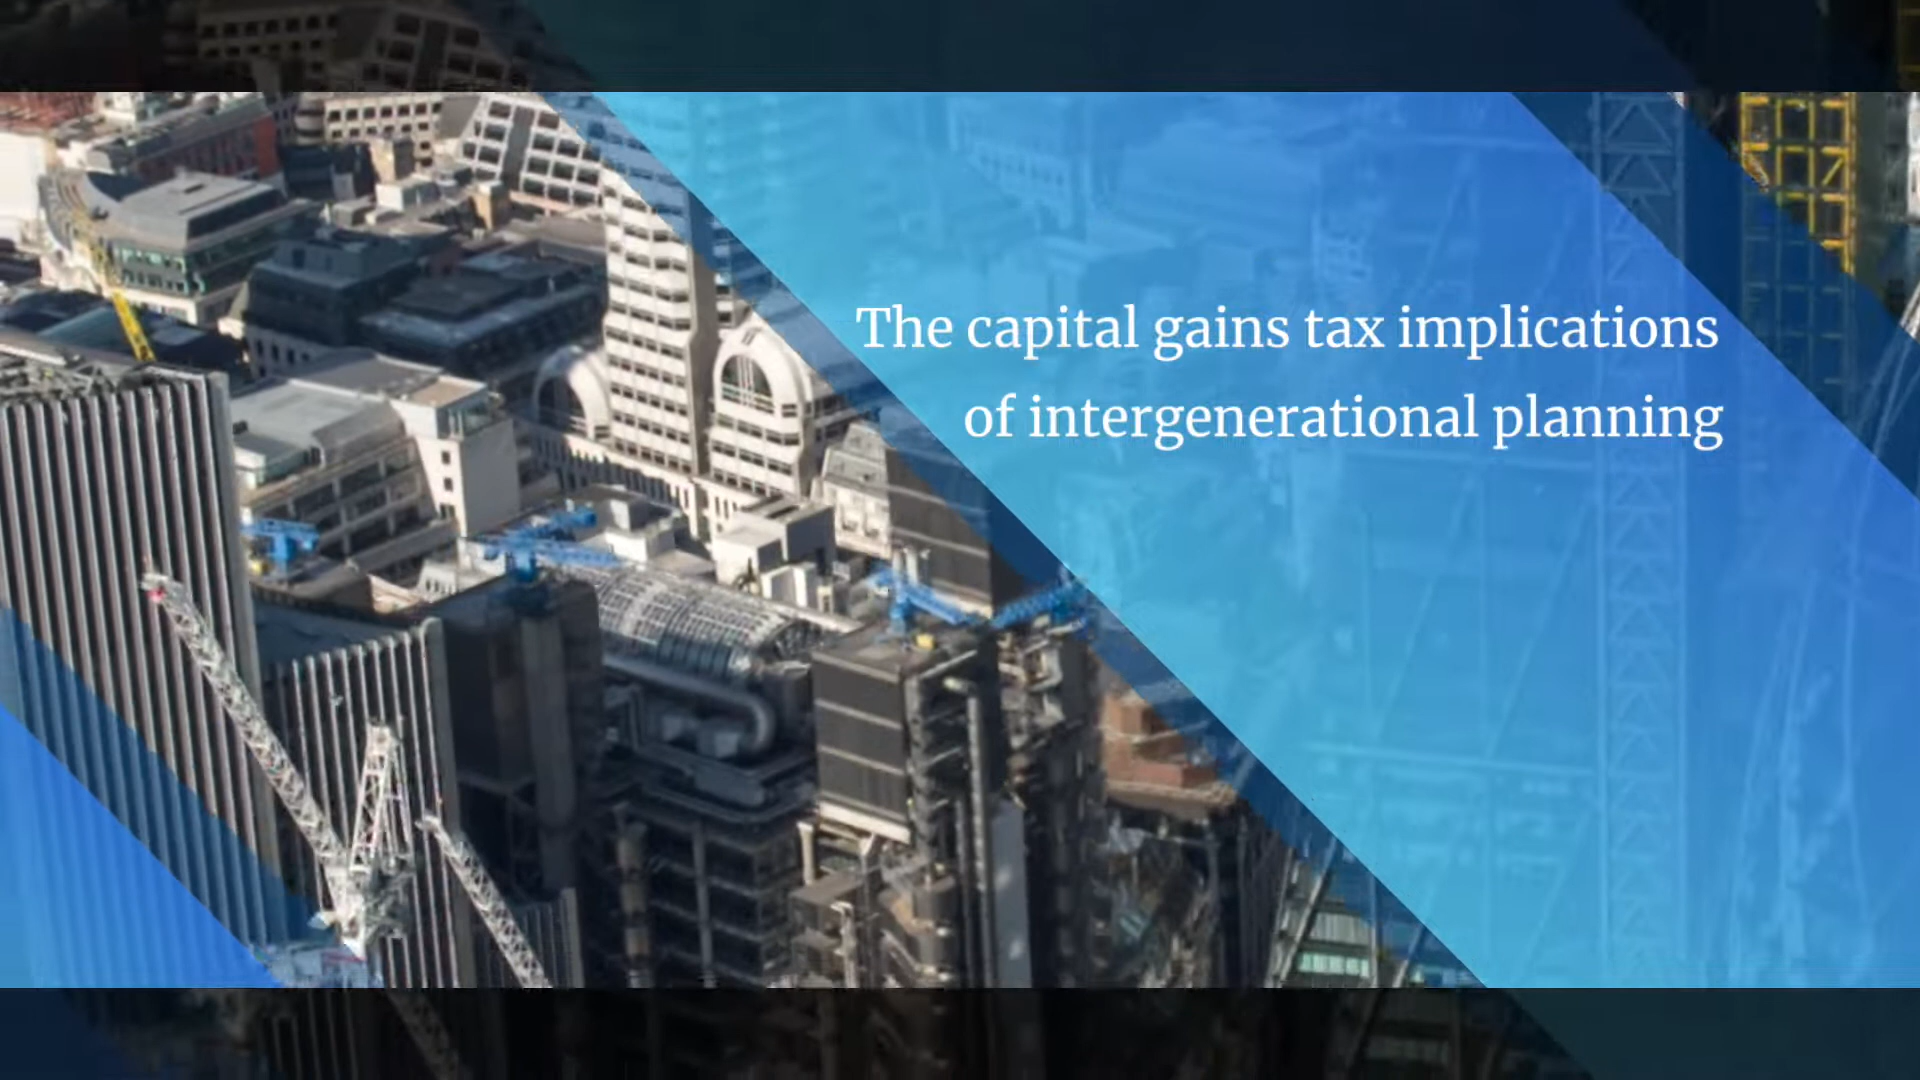 The capital gains tax implications
of intergenerational planning